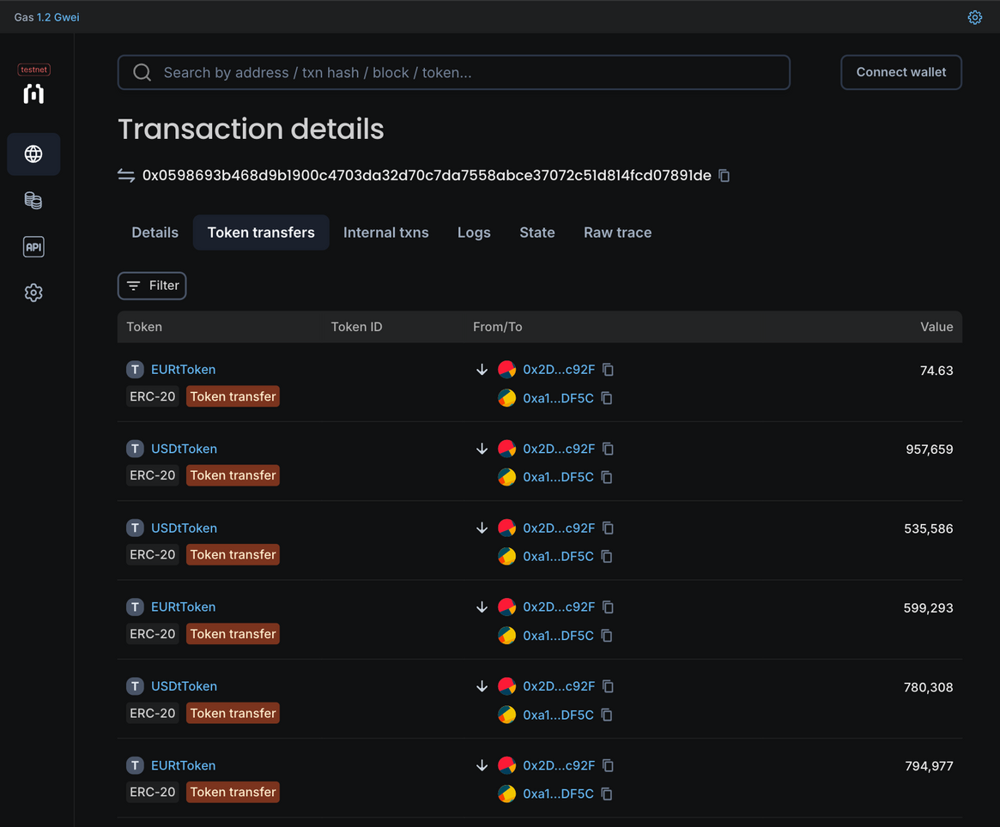 Gas 1.2 Gwei
testnet
Search by address / txn hash / block / token...
Connect wallet
Transaction details
0x0598693b468d9b1900c4703da32d70c7da7558abce37072c51d814fcd07891de
API
Details Token transfers Internal txns Logs State Raw trace
Filter
Token Token ID From/To Value
T EURtToken 0x2D...c92F 74.63
ERC-20 Token transfer 0xa1...DF5C
T USDtToken 0x2D...c92F 957,659
ERC-20 Token transfer 0xa1...DF5C
T USDtToken 0x2D...c92F 535,586
ERC-20 Token transfer 0xa1...DF5C
T EURtToken 0x2D...c92F 599,293
ERC-20 Token transfer 0xa1...DF5C
T USDtToken 0x2D...c92F 780,308
ERC-20 Token transfer 0xa1...DF5C
T EURtToken 0x2D...c92F 794,977
ERC-20 Token transfer 0xa1...DF5C